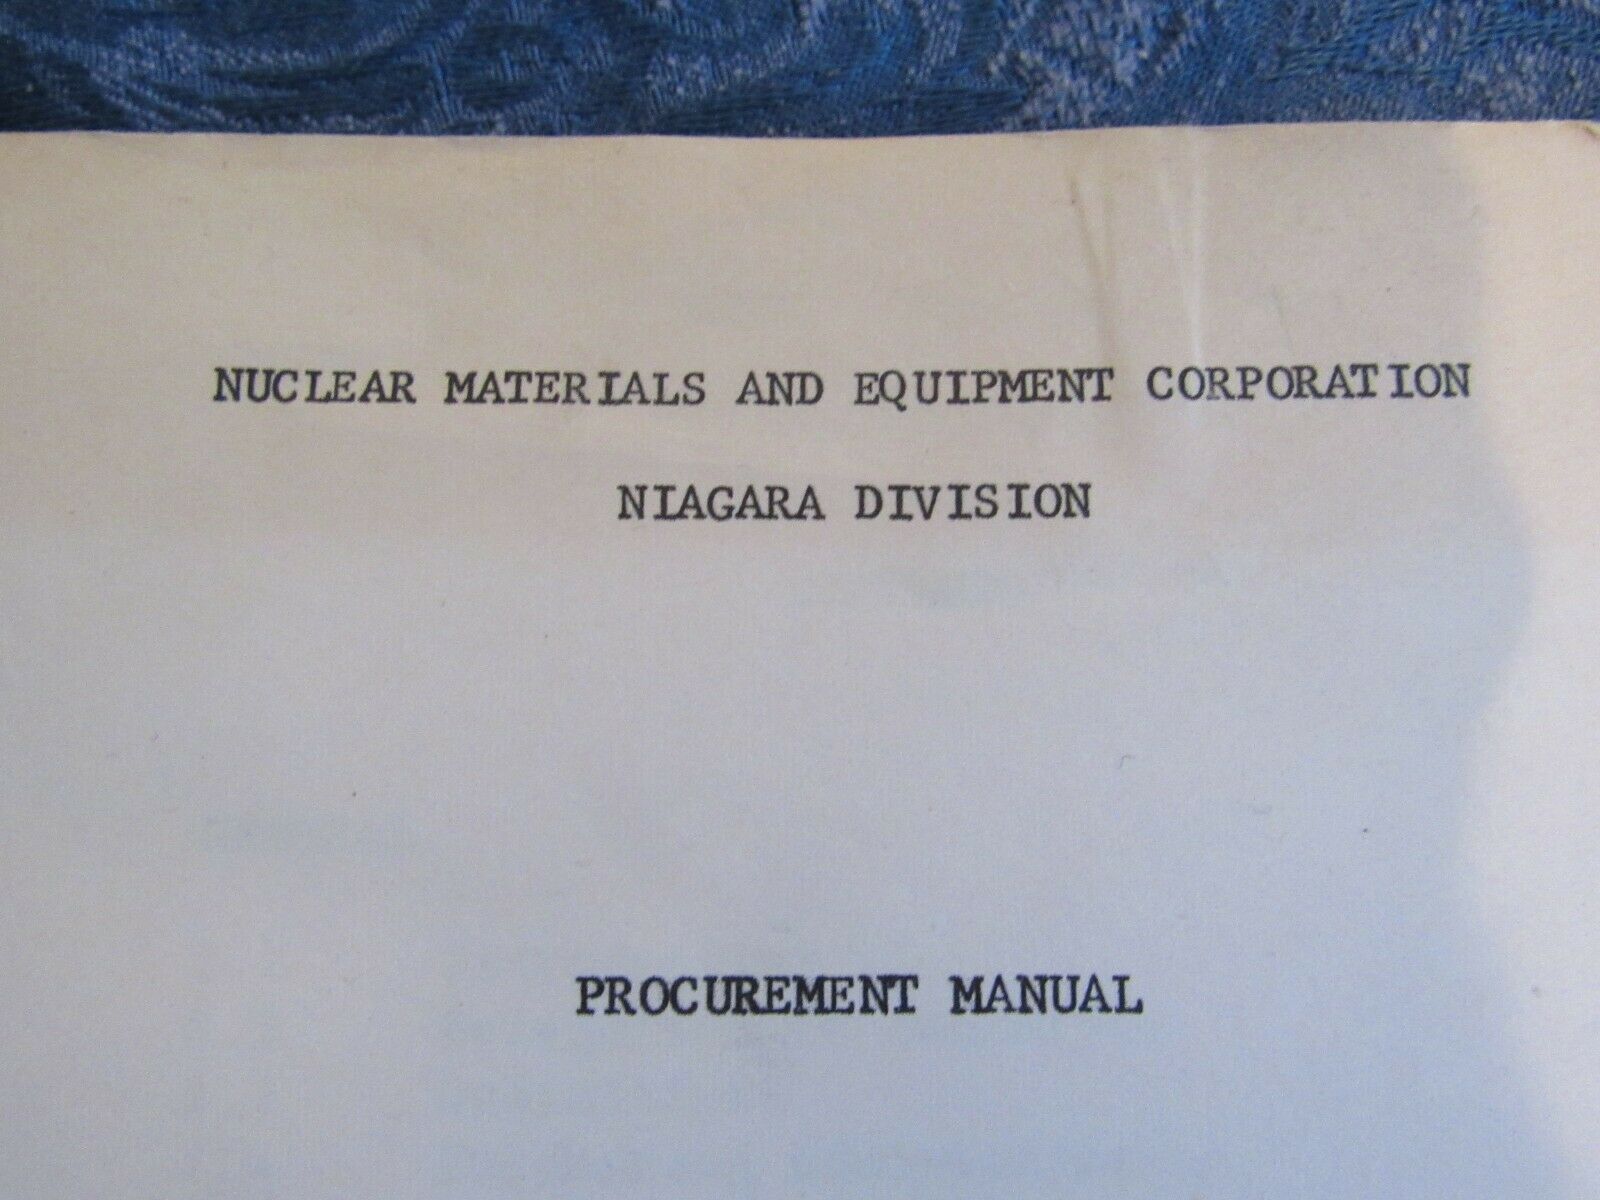 NUCLEAR MATERIALS AND EQUIPMENT CORPORATION
NIAGARA DIVISION
PROCUREMENT MANUAL